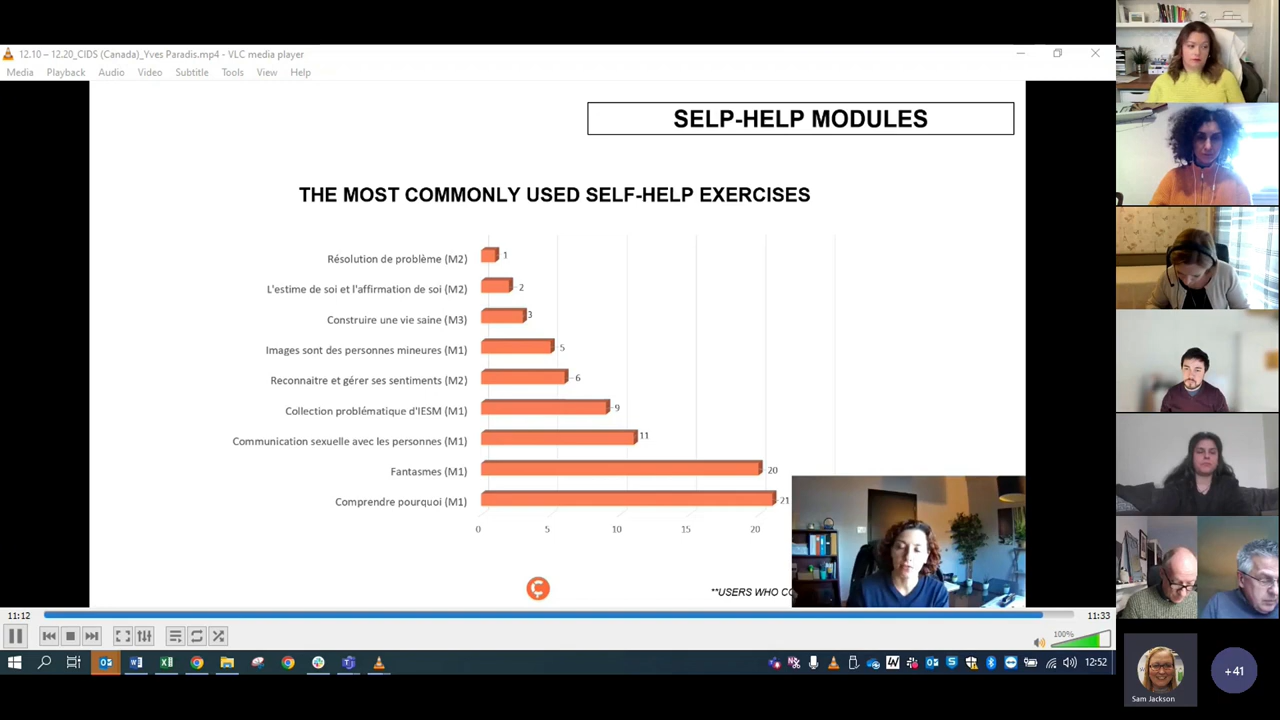 12.10 – 12.20_CIDS (Canada)_Yves Paradis.mp4 - VLC media player
Media Playback Audio Video Subtitle Tools View Help
SELP-HELP MODULES
THE MOST COMMONLY USED SELF-HELP EXERCISES
Résolution de problème (M2) 1
L'estime de soi et l'affirmation de soi (M2) 2
Construire une vie saine (M3) 3
Images sont des personnes mineures (M1) 5
Reconnaitre et gérer ses sentiments (M2) 6
Collection problématique d'IESM (M1) 9
Communication sexuelle avec les personnes (M1) 11
Fantasmes (M1) 20
Comprendre pourquoi (M1) 21
0 5 10 15 20
**USERS WHO
11:12 11:33
100%
12:52
Sam Jackson
+41